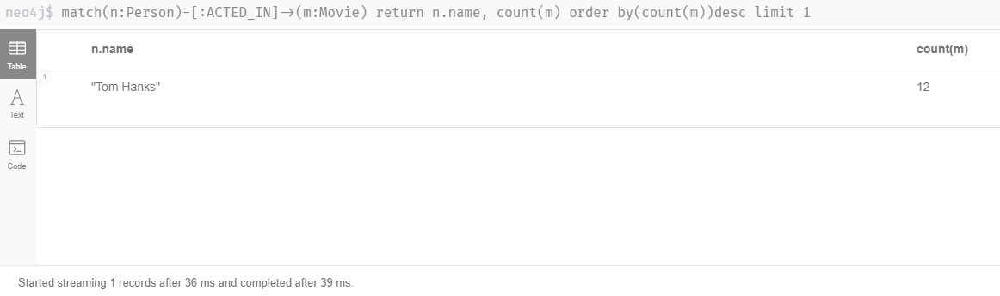 neo4j$ match(n:Person)-[:ACTED_IN]→(m:Movie) return n.name, count(m) order by(count(m))desc limit 1
Table
n.name count(m)
1
"Tom Hanks" 12
Text
Code
Started streaming 1 records after 36 ms and completed after 39 ms.